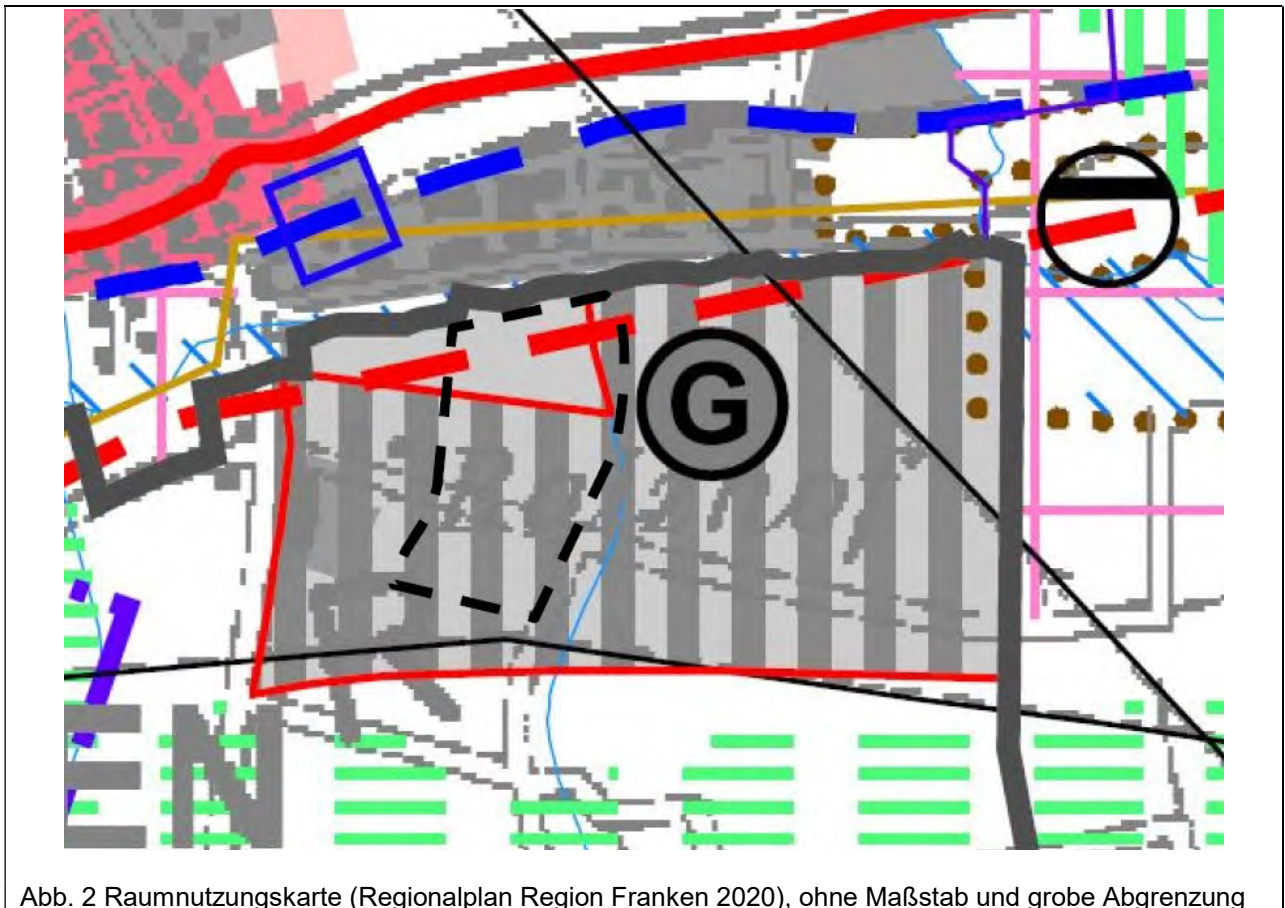 G
EN
Abb. 2 Raumnutzungskarte (Regionalplan Region Franken 2020), ohne Maßstab und grobe Abgrenzung